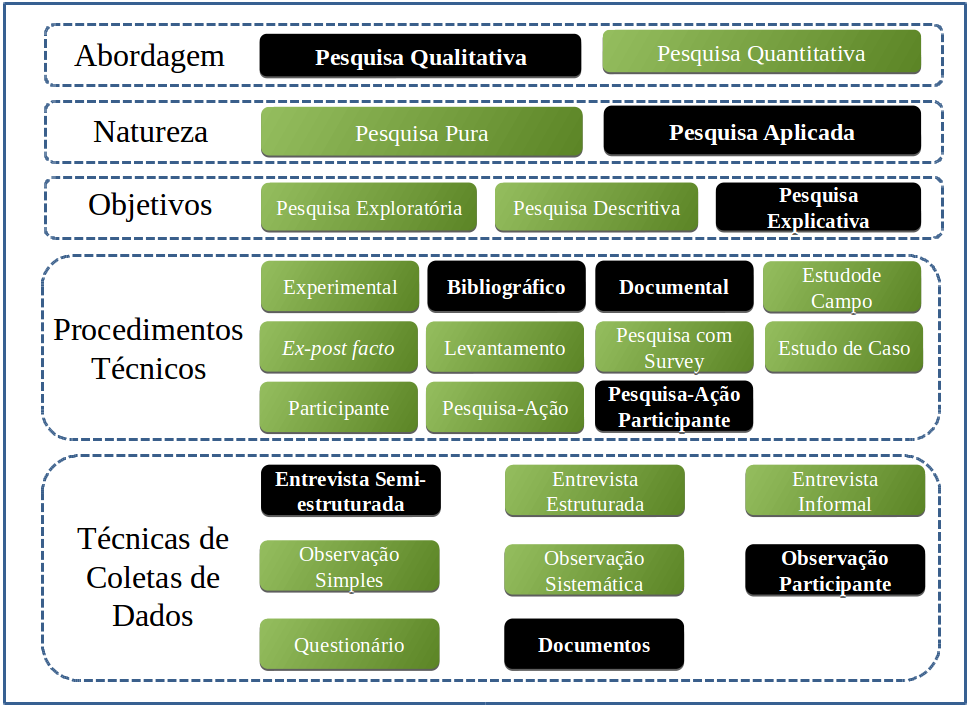 Abordagem
Pesquisa Qualitativa
Pesquisa Quantitativa
Natureza
Pesquisa Pura
Pesquisa Aplicada
Objetivos
Pesquisa Exploratória
Pesquisa Descritiva
Pesquisa
Explicativa
Procedimentos
Técnicos
Experimental
Bibliográfico
Documental
Estudode
Campo
Ex-post facto
Levantamento
Pesquisa com
Survey
Estudo de Caso
Participante
Pesquisa-Ação
Pesquisa-Ação
Participante
Técnicas de
Coletas de
Dados
Entrevista Semi-
estruturada
Entrevista
Estruturada
Entrevista
Informal
Observação
Simples
Observação
Sistemática
Observação
Participante
Questionário
Documentos